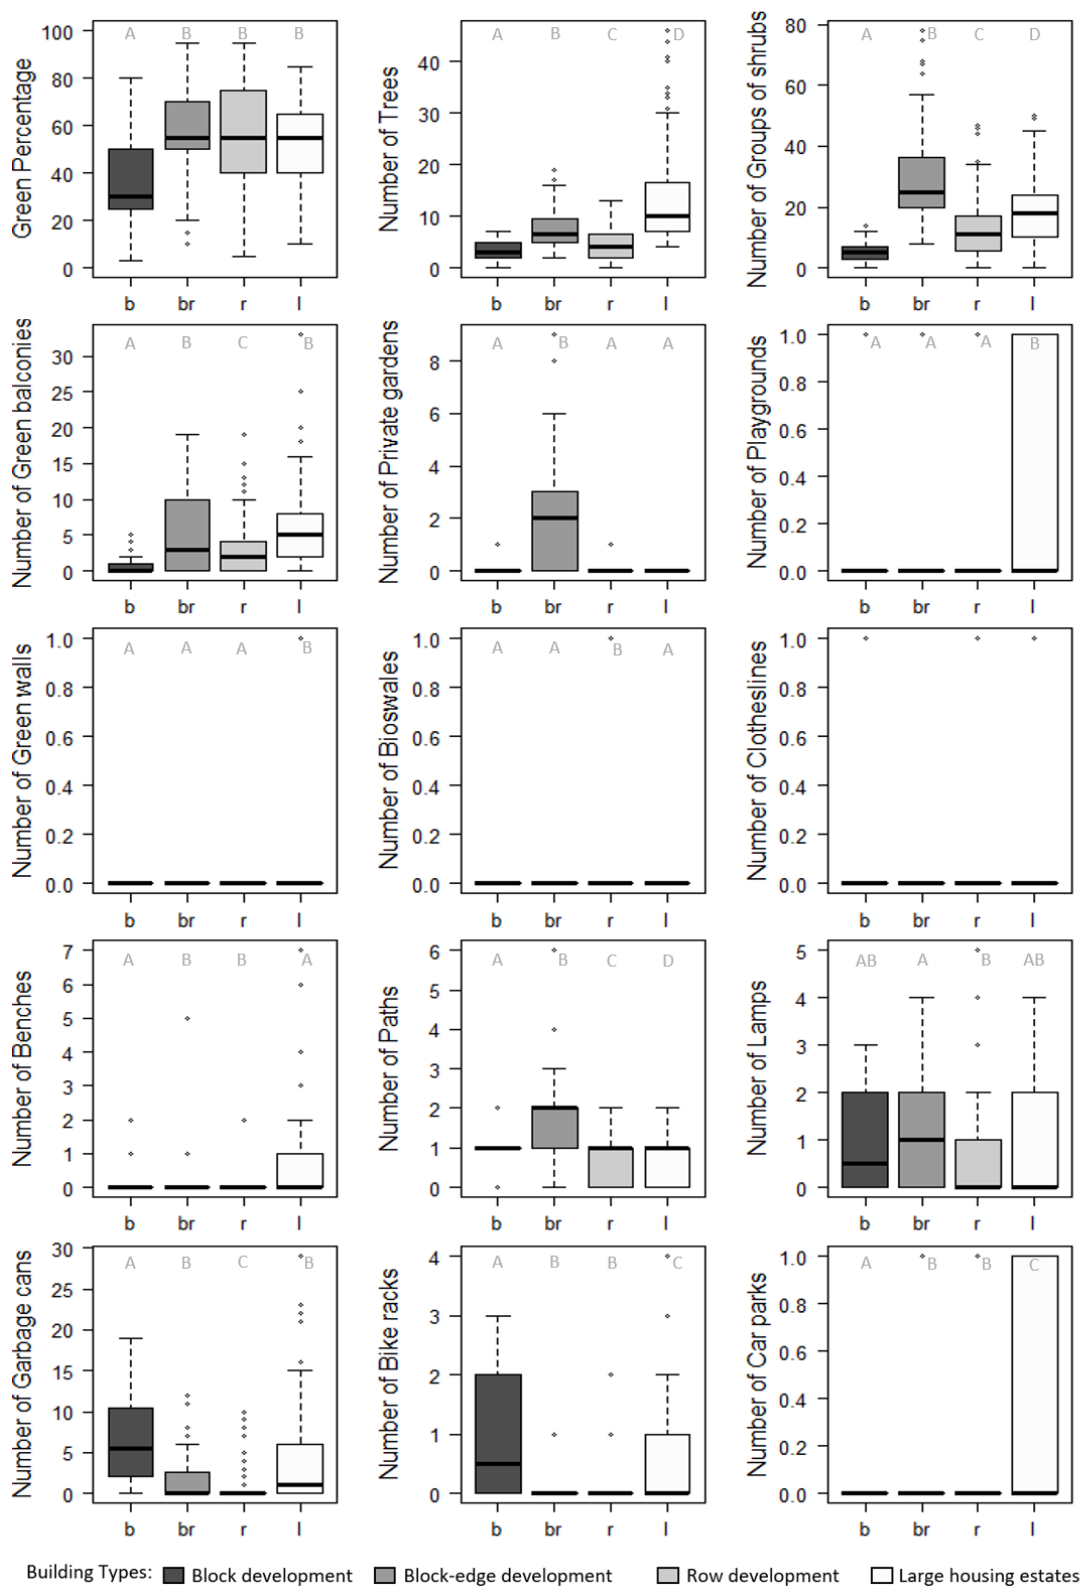 Green Percentage
100
80
60
40
20
0
A B B B
b br r l
Number of Trees
40
30
20
10
0
A B C D
b br r l
Number of Groups of shrubs
80
60
40
20
0
A B C D
b br r l
Number of Green balconies
30
25
20
15
10
5
0
A B C B
b br r l
Number of Private gardens
8
6
4
2
0
A B A A
b br r l
Number of Playgrounds
1.0
0.8
0.6
0.4
0.2
0.0
A A A B
b br r l
Number of Green walls
1.0
0.8
0.6
0.4
0.2
0.0
A A A B
b br r l
Number of Bioswales
1.0
0.8
0.6
0.4
0.2
0.0
A A B A
b br r l
Number of Clotheslines
1.0
0.8
0.6
0.4
0.2
0.0
b br r l
Number of Benches
7
6
5
4
3
2
1
0
A B B A
b br r l
Number of Paths
6
5
4
3
2
1
0
A B C D
b br r l
Number of Lamps
5
4
3
2
1
0
AB A B AB
b br r l
Number of Garbage cans
30
25
20
15
10
5
0
A B C B
b br r l
Number of Bike racks
4
3
2
1
0
A B B C
b br r l
Number of Car parks
1.0
0.8
0.6
0.4
0.2
0.0
A B B C
b br r l
Building Types: Block development Block-edge development Row development Large housing estates